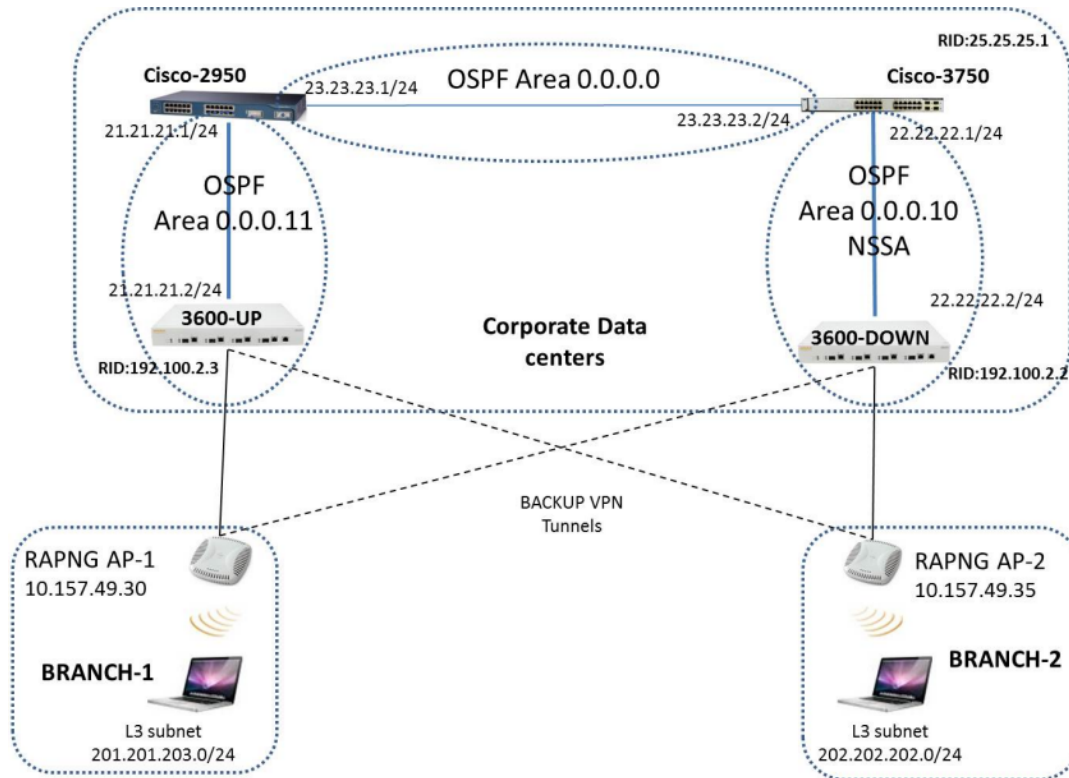 RID:25.25.25.1
Cisco-2950
OSPF Area 0.0.0.0
Cisco-3750
23.23.23.1/24
21.21.21.1/24
23.23.23.2/24
22.22.22.1/24
OSPF
Area 0.0.0.11
OSPF
Area 0.0.0.10
NSSA
21.21.21.2/24
22.22.22.2/24
3600-UP
Corporate Data
centers
3600-DOWN
RID:192.100.2.3
RID:192.100.2.2
BACKUP VPN
Tunnels
RAPNG AP-1
10.157.49.30
RAPNG AP-2
10.157.49.35
BRANCH-1
BRANCH-2
L3 subnet
201.201.203.0/24
L3 subnet
202.202.202.0/24